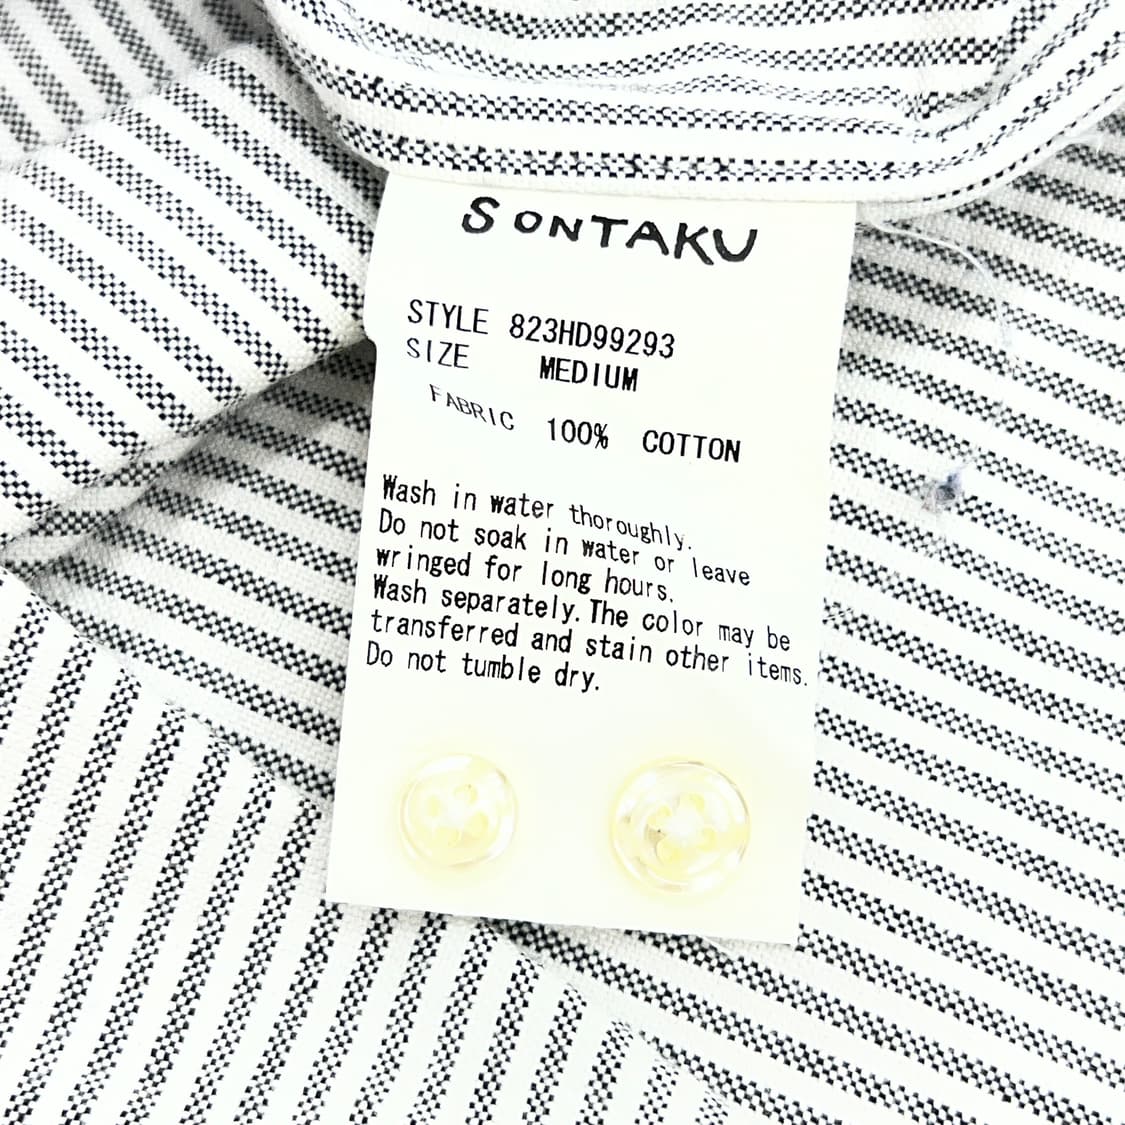 SONTAKU
STYLE 823HD99293
SIZE MEDIUM
FABRIC 100% COTTON
Wash in water thoroughly.
Do not soak in water or leave
wringed for long hours.
Wash separately. The color may be
transferred and stain other items.
Do not tumble dry.